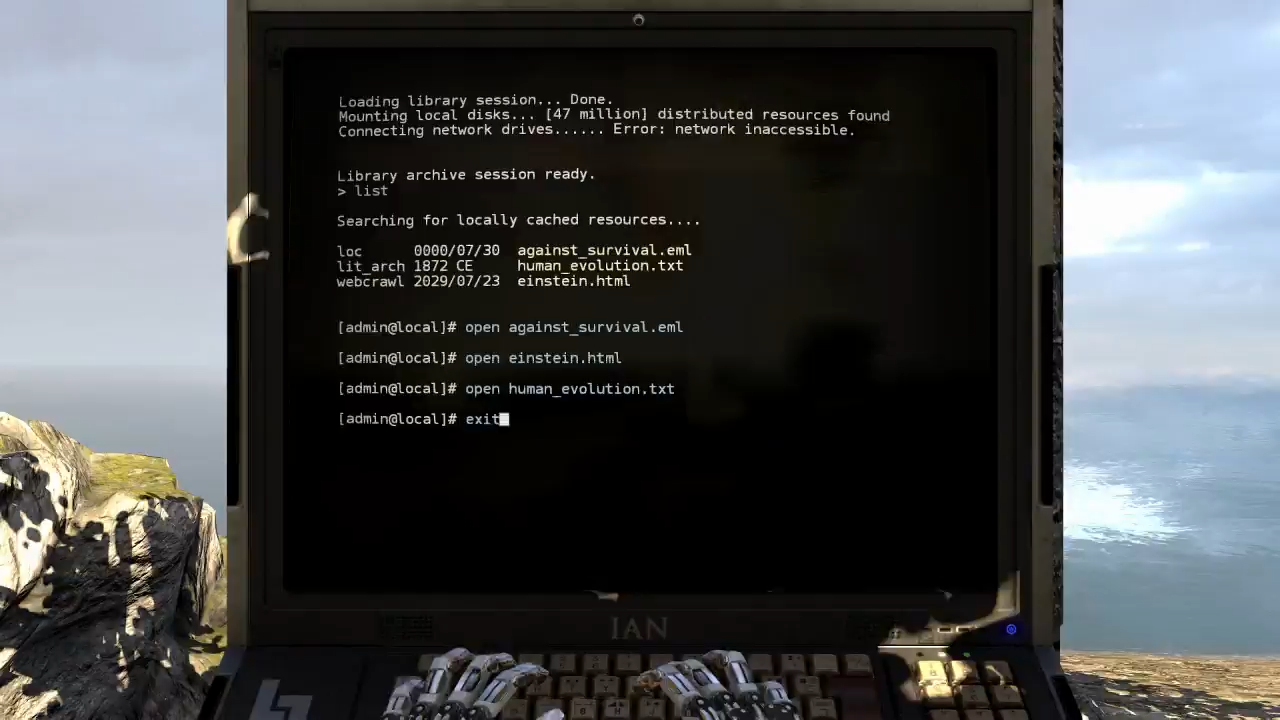 Loading library session... Done.
Mounting local disks... [47 million] distributed resources found
Connecting network drives...... Error: network inaccessible.
Library archive session ready.
> list
Searching for locally cached resources....
loc 0000/07/30 against_survival.eml
lit_arch 1872 CE human_evolution.txt
webcrawl 2029/07/23 einstein.html
[admin@local]# open against_survival.eml
[admin@local]# open einstein.html
[admin@local]# open human_evolution.txt
[admin@local]# exit
IAN